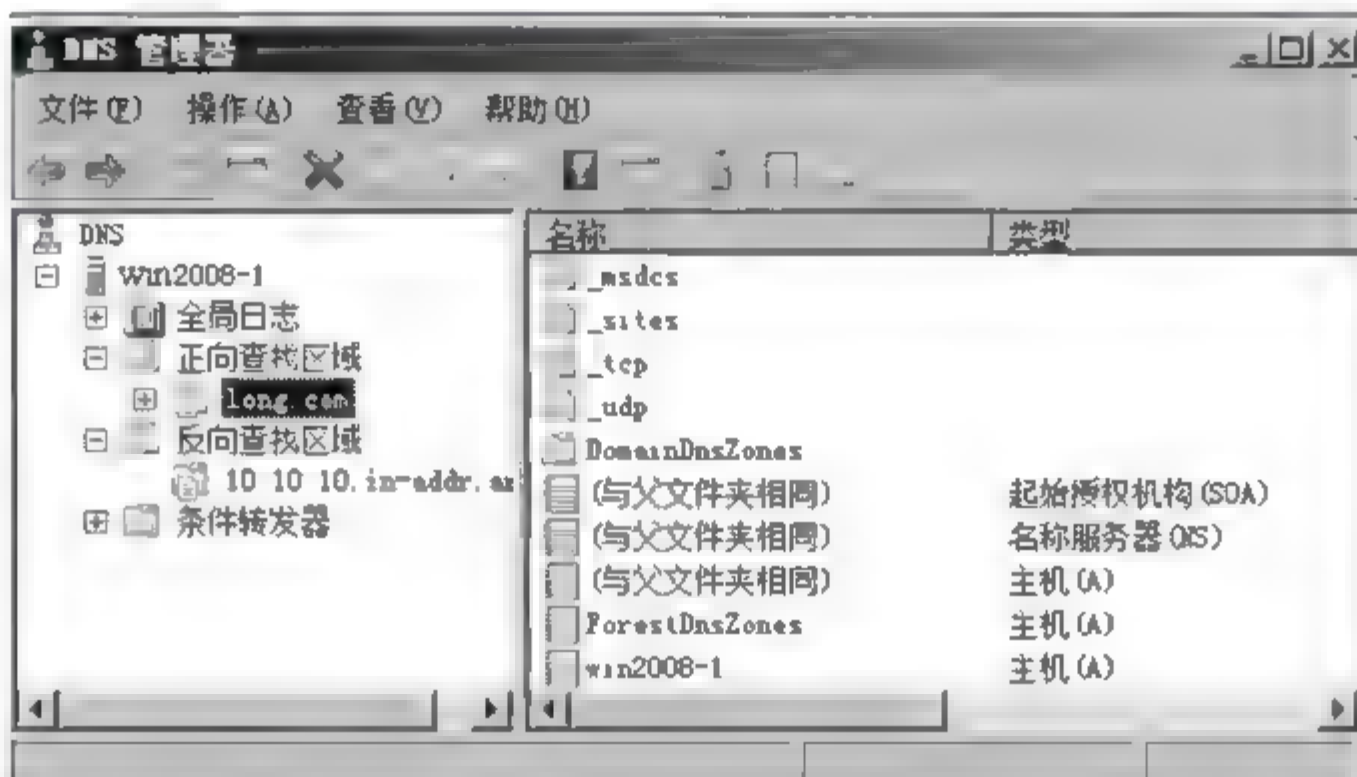 DNS 管理器
文件(F) 操作(A) 查看(V) 帮助(H)
DNS
Win2008-1
全局日志
正向查找区域
long.com
反向查找区域
10 10 10.in-addr.ar
条件转发器
名称 类型
_msdcs
_sites
_tcp
_udp
DomainDnsZones
(与父文件夹相同) 起始授权机构(SOA)
(与父文件夹相同) 名称服务器(NS)
(与父文件夹相同) 主机(A)
ForestDnsZones 主机(A)
win2008-1 主机(A)